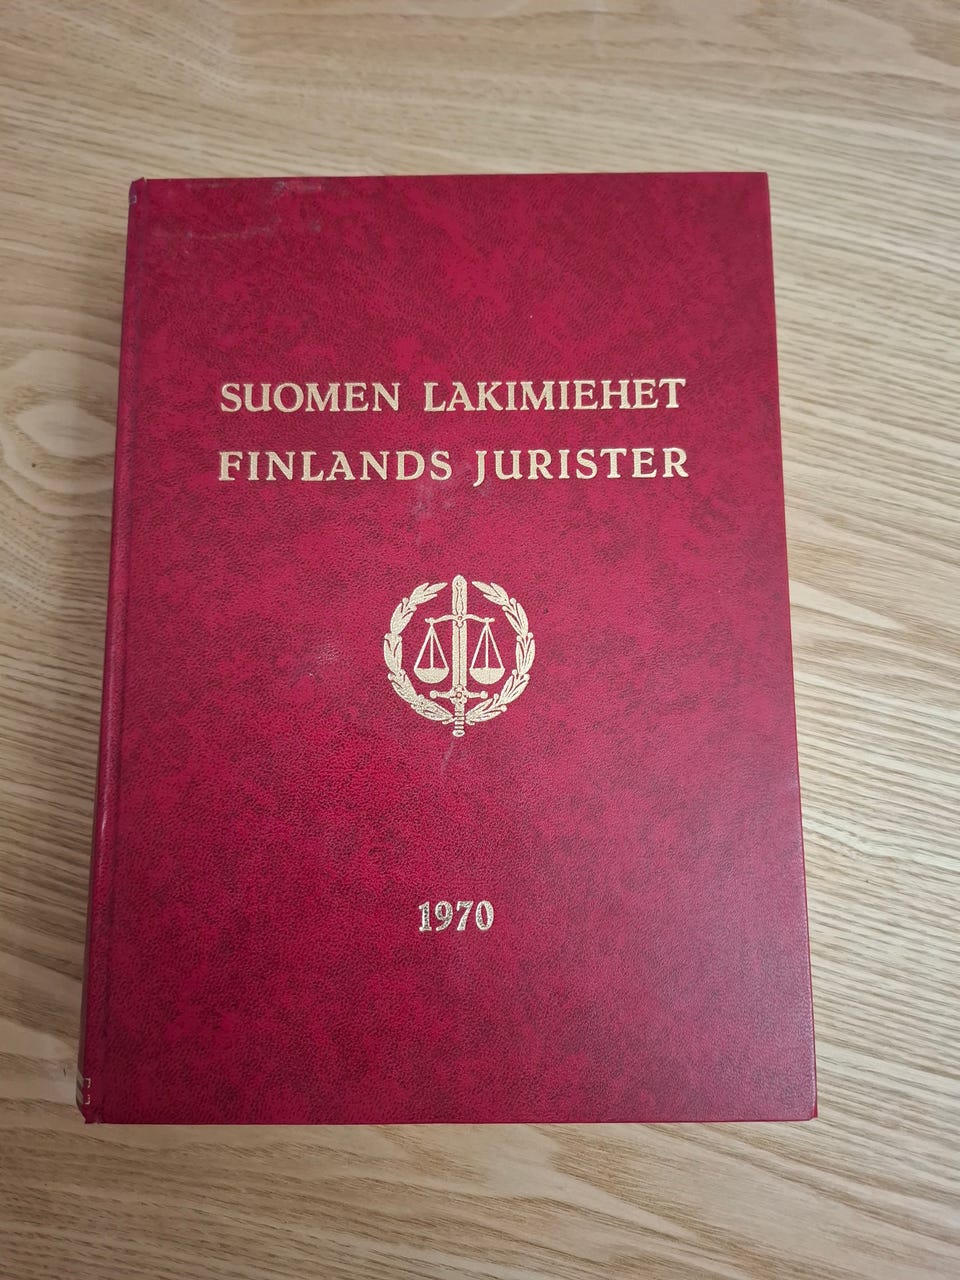 SUOMEN LAKIMIEHET
FINLANDS JURISTER
1970